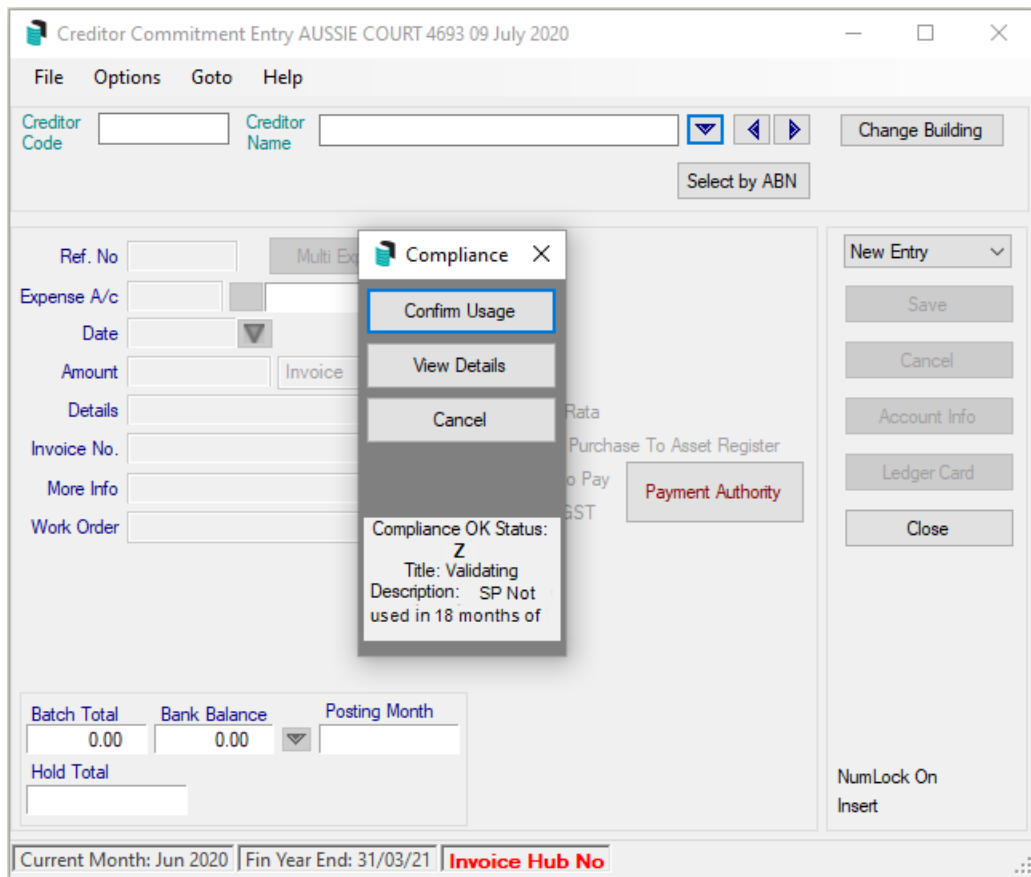 Creditor Commitment Entry AUSSIE COURT 4693 09 July 2020
File Options Goto Help
Creditor Code
Creditor Name
Change Building
Select by ABN
Ref. No
Multi
New Entry
Expense A/c
Save
Date
Cancel
Amount
Invoice
Details
Rata
Account Info
Invoice No.
Purchase To Asset Register
More Info
Pay
Payment Authority
Ledger Card
Work Order
GST
Close
Compliance
Confirm Usage
View Details
Cancel
Compliance OK Status:
Z
Title: Validating
Description: SP Not
used in 18 months of
Batch Total
Bank Balance
Posting Month
0.00
0.00
Hold Total
NumLock On
Insert
Current Month: Jun 2020 Fin Year End: 31/03/21 Invoice Hub No